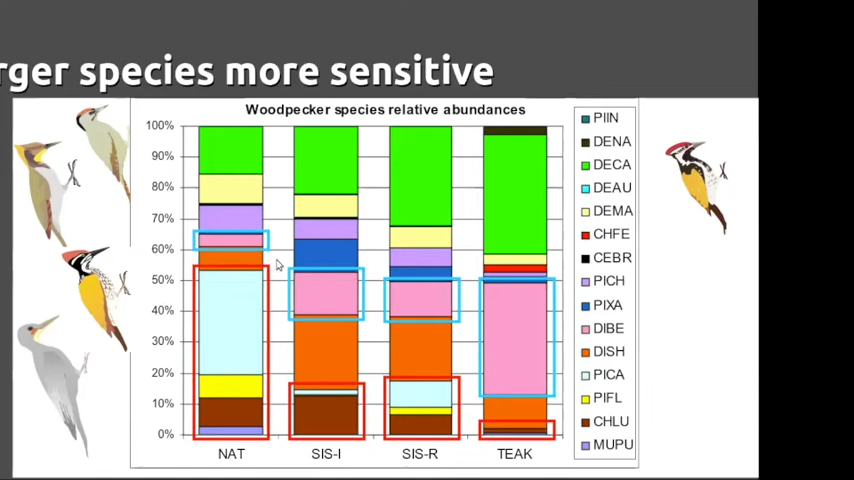 rger species more sensitive
Woodpecker species relative abundances
100%
90%
80%
70%
60%
50%
40%
30%
20%
10%
0%
NAT SIS-I SIS-R TEAK
PIIN
DENA
DECA
DEAU
DEMA
CHFE
CEBR
PICH
PIXA
DIBE
DISH
PICA
PIFL
CHLU
MUPU